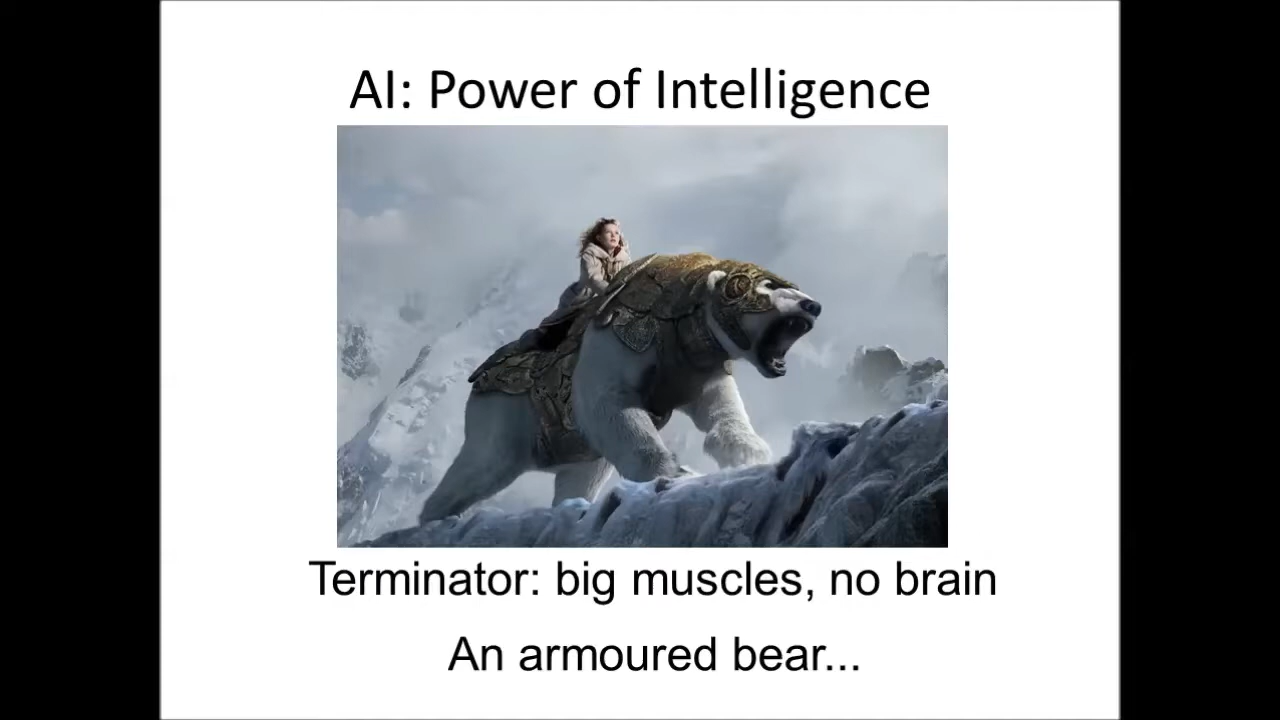 AI: Power of Intelligence
Terminator: big muscles, no brain
An armoured bear...